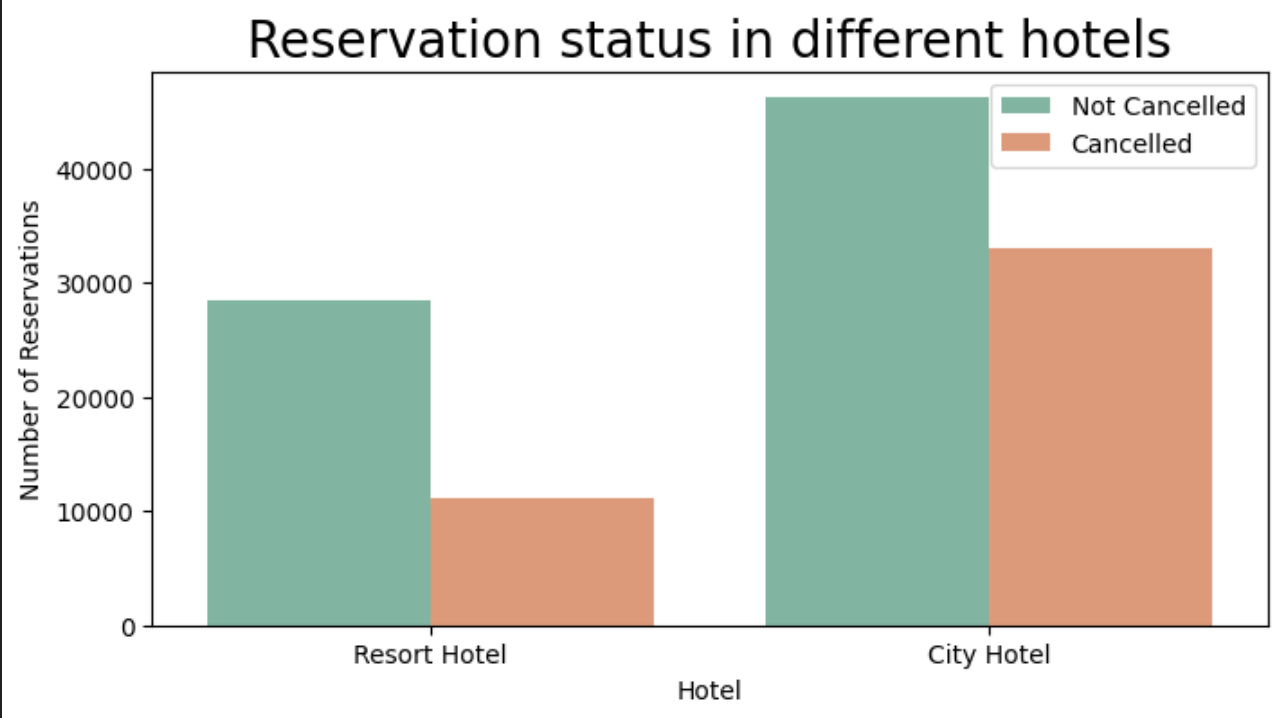 Reservation status in different hotels
Not Cancelled
Cancelled
Number of Reservations
40000
30000
20000
10000
0
Resort Hotel
City Hotel
Hotel